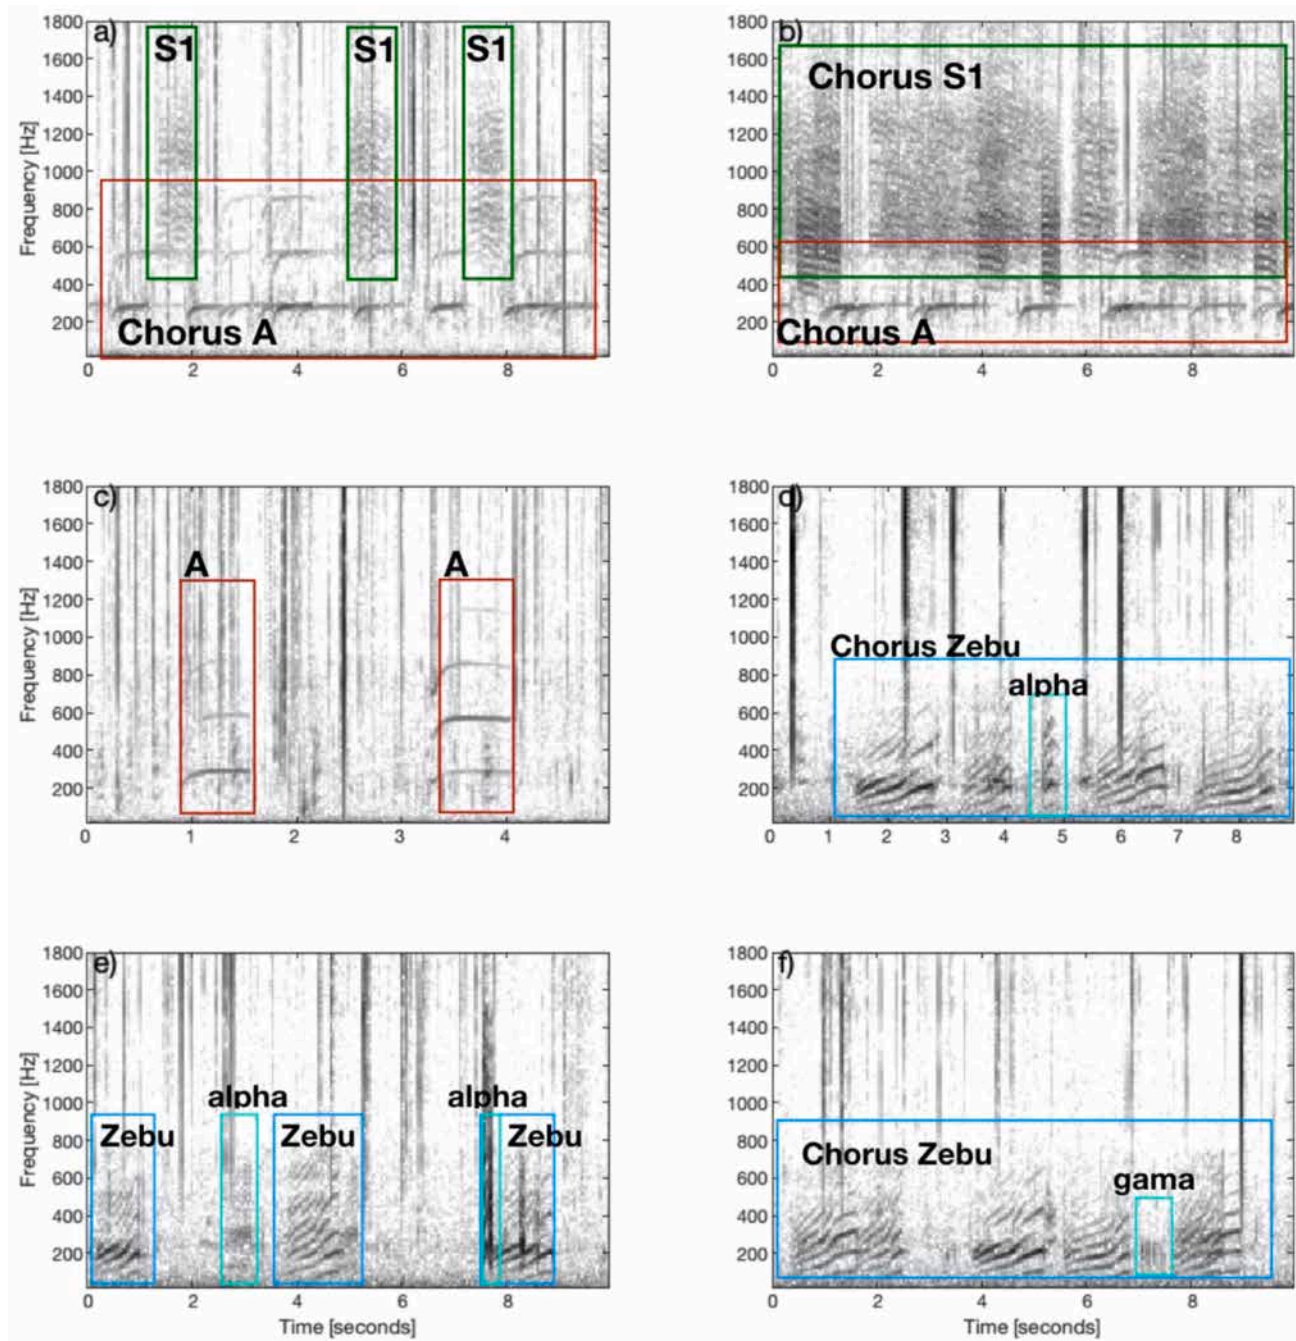 a)
S1 S1 S1
Chorus A
Frequency [Hz]
1800
1600
1400
1200
1000
800
600
400
200
0 2 4 6 8
b)
Chorus S1
Chorus A
1800
1600
1400
1200
1000
800
600
400
200
0 2 4 6 8
c)
A A
Frequency [Hz]
1800
1600
1400
1200
1000
800
600
400
200
0 1 2 3 4
d)
Chorus Zebu
alpha
1800
1600
1400
1200
1000
800
600
400
200
0 1 2 3 4 5 6 7 8
e)
alpha alpha
Zebu Zebu Zebu
Frequency [Hz]
1800
1600
1400
1200
1000
800
600
400
200
0 2 4 6 8
Time [seconds]
f)
Chorus Zebu
gama
1800
1600
1400
1200
1000
800
600
400
200
0 2 4 6 8
Time [seconds]